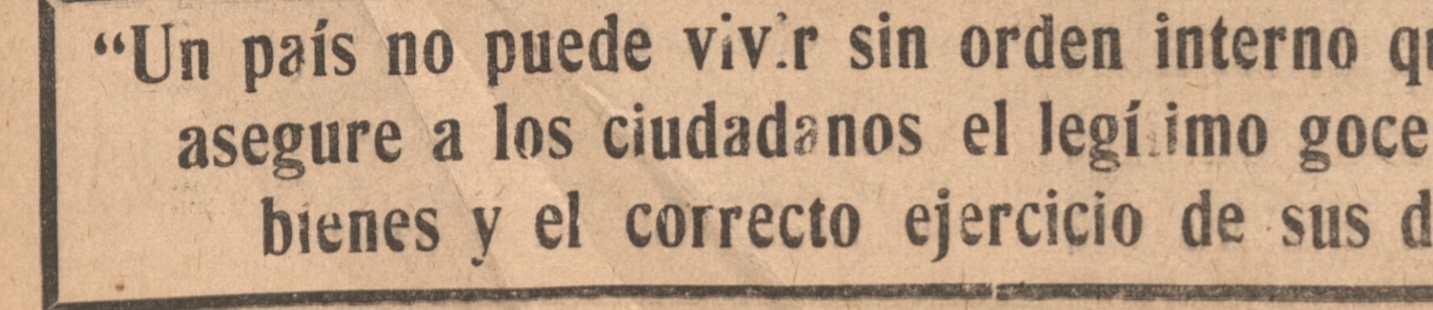 “Un país no puede vivir sin orden interno
asegure a los ciudadanos el legítimo goce
bienes y el correcto ejercicio de sus